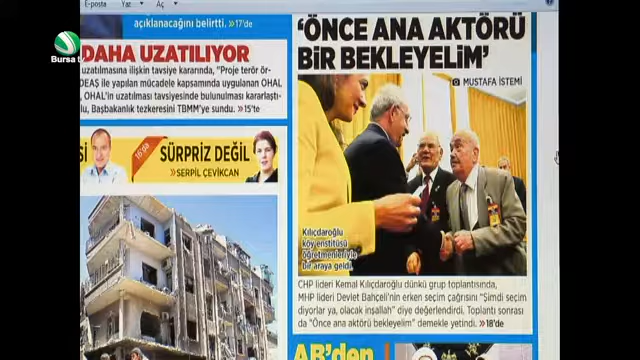 E-posta Yaz Aç
açıklanacağını belirtti. »17'de
Bursa
DAHA UZATILIYOR
uzatılmasına ilişkin tavsiye kararında, "Proje terör ör-
DEAŞ ile yapılan mücadele kapsamında uygulanan OHAL
OHAL'in uzatılması tavsiyesinde bulunulması kararlaştı-
Başbakanlık tezkeresini TBMM'ye sundu. »15'te
16'da
SÜRPRİZ DEĞİL
»SERPİL ÇEVİKCAN
'ÖNCE ANA AKTÖRÜ
BİR BEKLEYELİM'
MUSTAFA İSTEMİ
Kılıçdaroğlu
köy enstitüsü
öğretmenleriyle
bir araya geldi.
CHP lideri Kemal Kılıçdaroğlu dünkü grup toplantısında,
MHP lideri Devlet Bahçeli'nin erken seçim çağrısını "Şimdi seçim
diyorlar ya, olacak inşallah" diye değerlendirdi. Toplantı sonrası
da "Önce ana aktörü bekleyelim" demekle yetindi. »18'de
AB'den